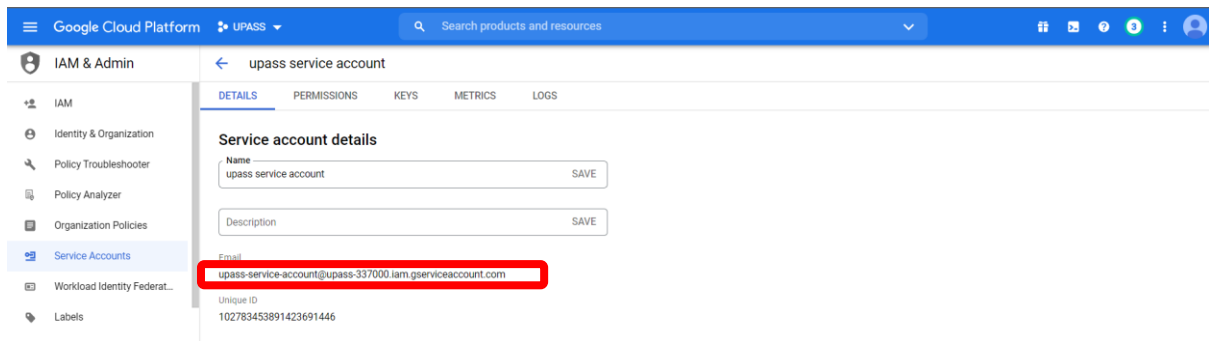 Google Cloud Platform UPASS Search products and resources 3
IAM & Admin upass service account
DETAILS PERMISSIONS KEYS METRICS LOGS
IAM
Identity & Organization
Policy Troubleshooter
Policy Analyzer
Organization Policies
Service Accounts
Workload Identity Federat...
Labels
Service account details
Name
upass service account SAVE
Description SAVE
Email
upass-service-account@upass-337000.iam.gserviceaccount.com
Unique ID
102783453891423691446